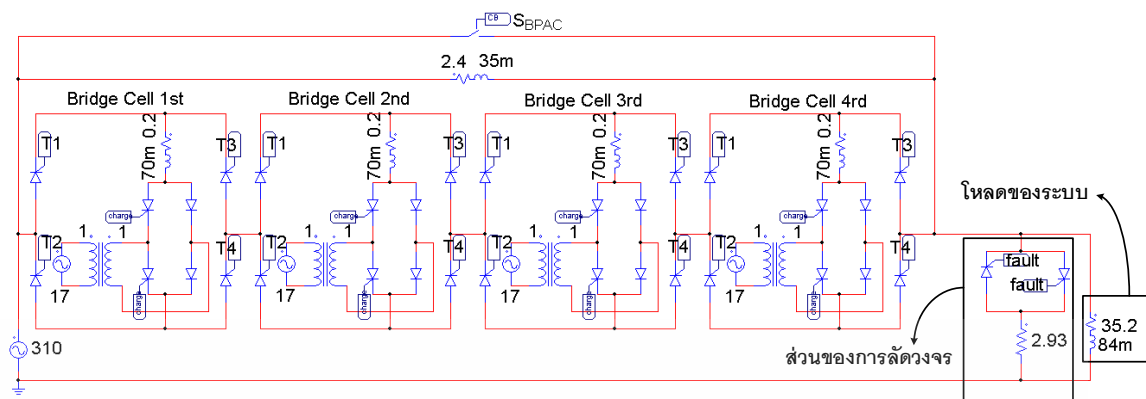 CB
SBPAC
2.4 35m
Bridge Cell 1st
Bridge Cell 2nd
Bridge Cell 3rd
Bridge Cell 4rd
T1
70m 0.2
T3
T1
70m 0.2
T3
T1
70m 0.2
T3
T1
70m 0.2
T3
โหลดของระบบ
charge
charge
charge
charge
T2
1
1
T4
T2
1
1
T4
T2
1
1
T4
T2
1
1
T4
17
charge
17
charge
17
charge
17
charge
fault
fault
310
ส่วนของการลัดวงจร
2.93
35.2
84m